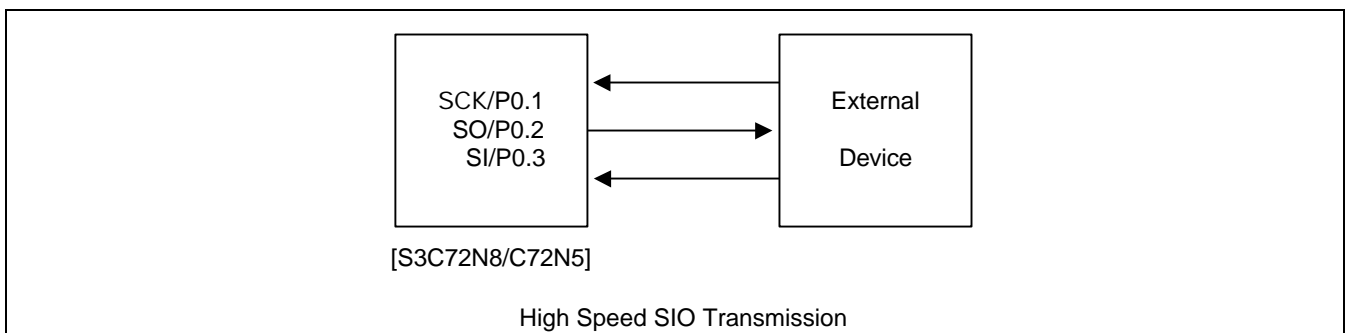 SCK/P0.1
SO/P0.2
SI/P0.3
External
Device
[S3C72N8/C72N5]
High Speed SIO Transmission